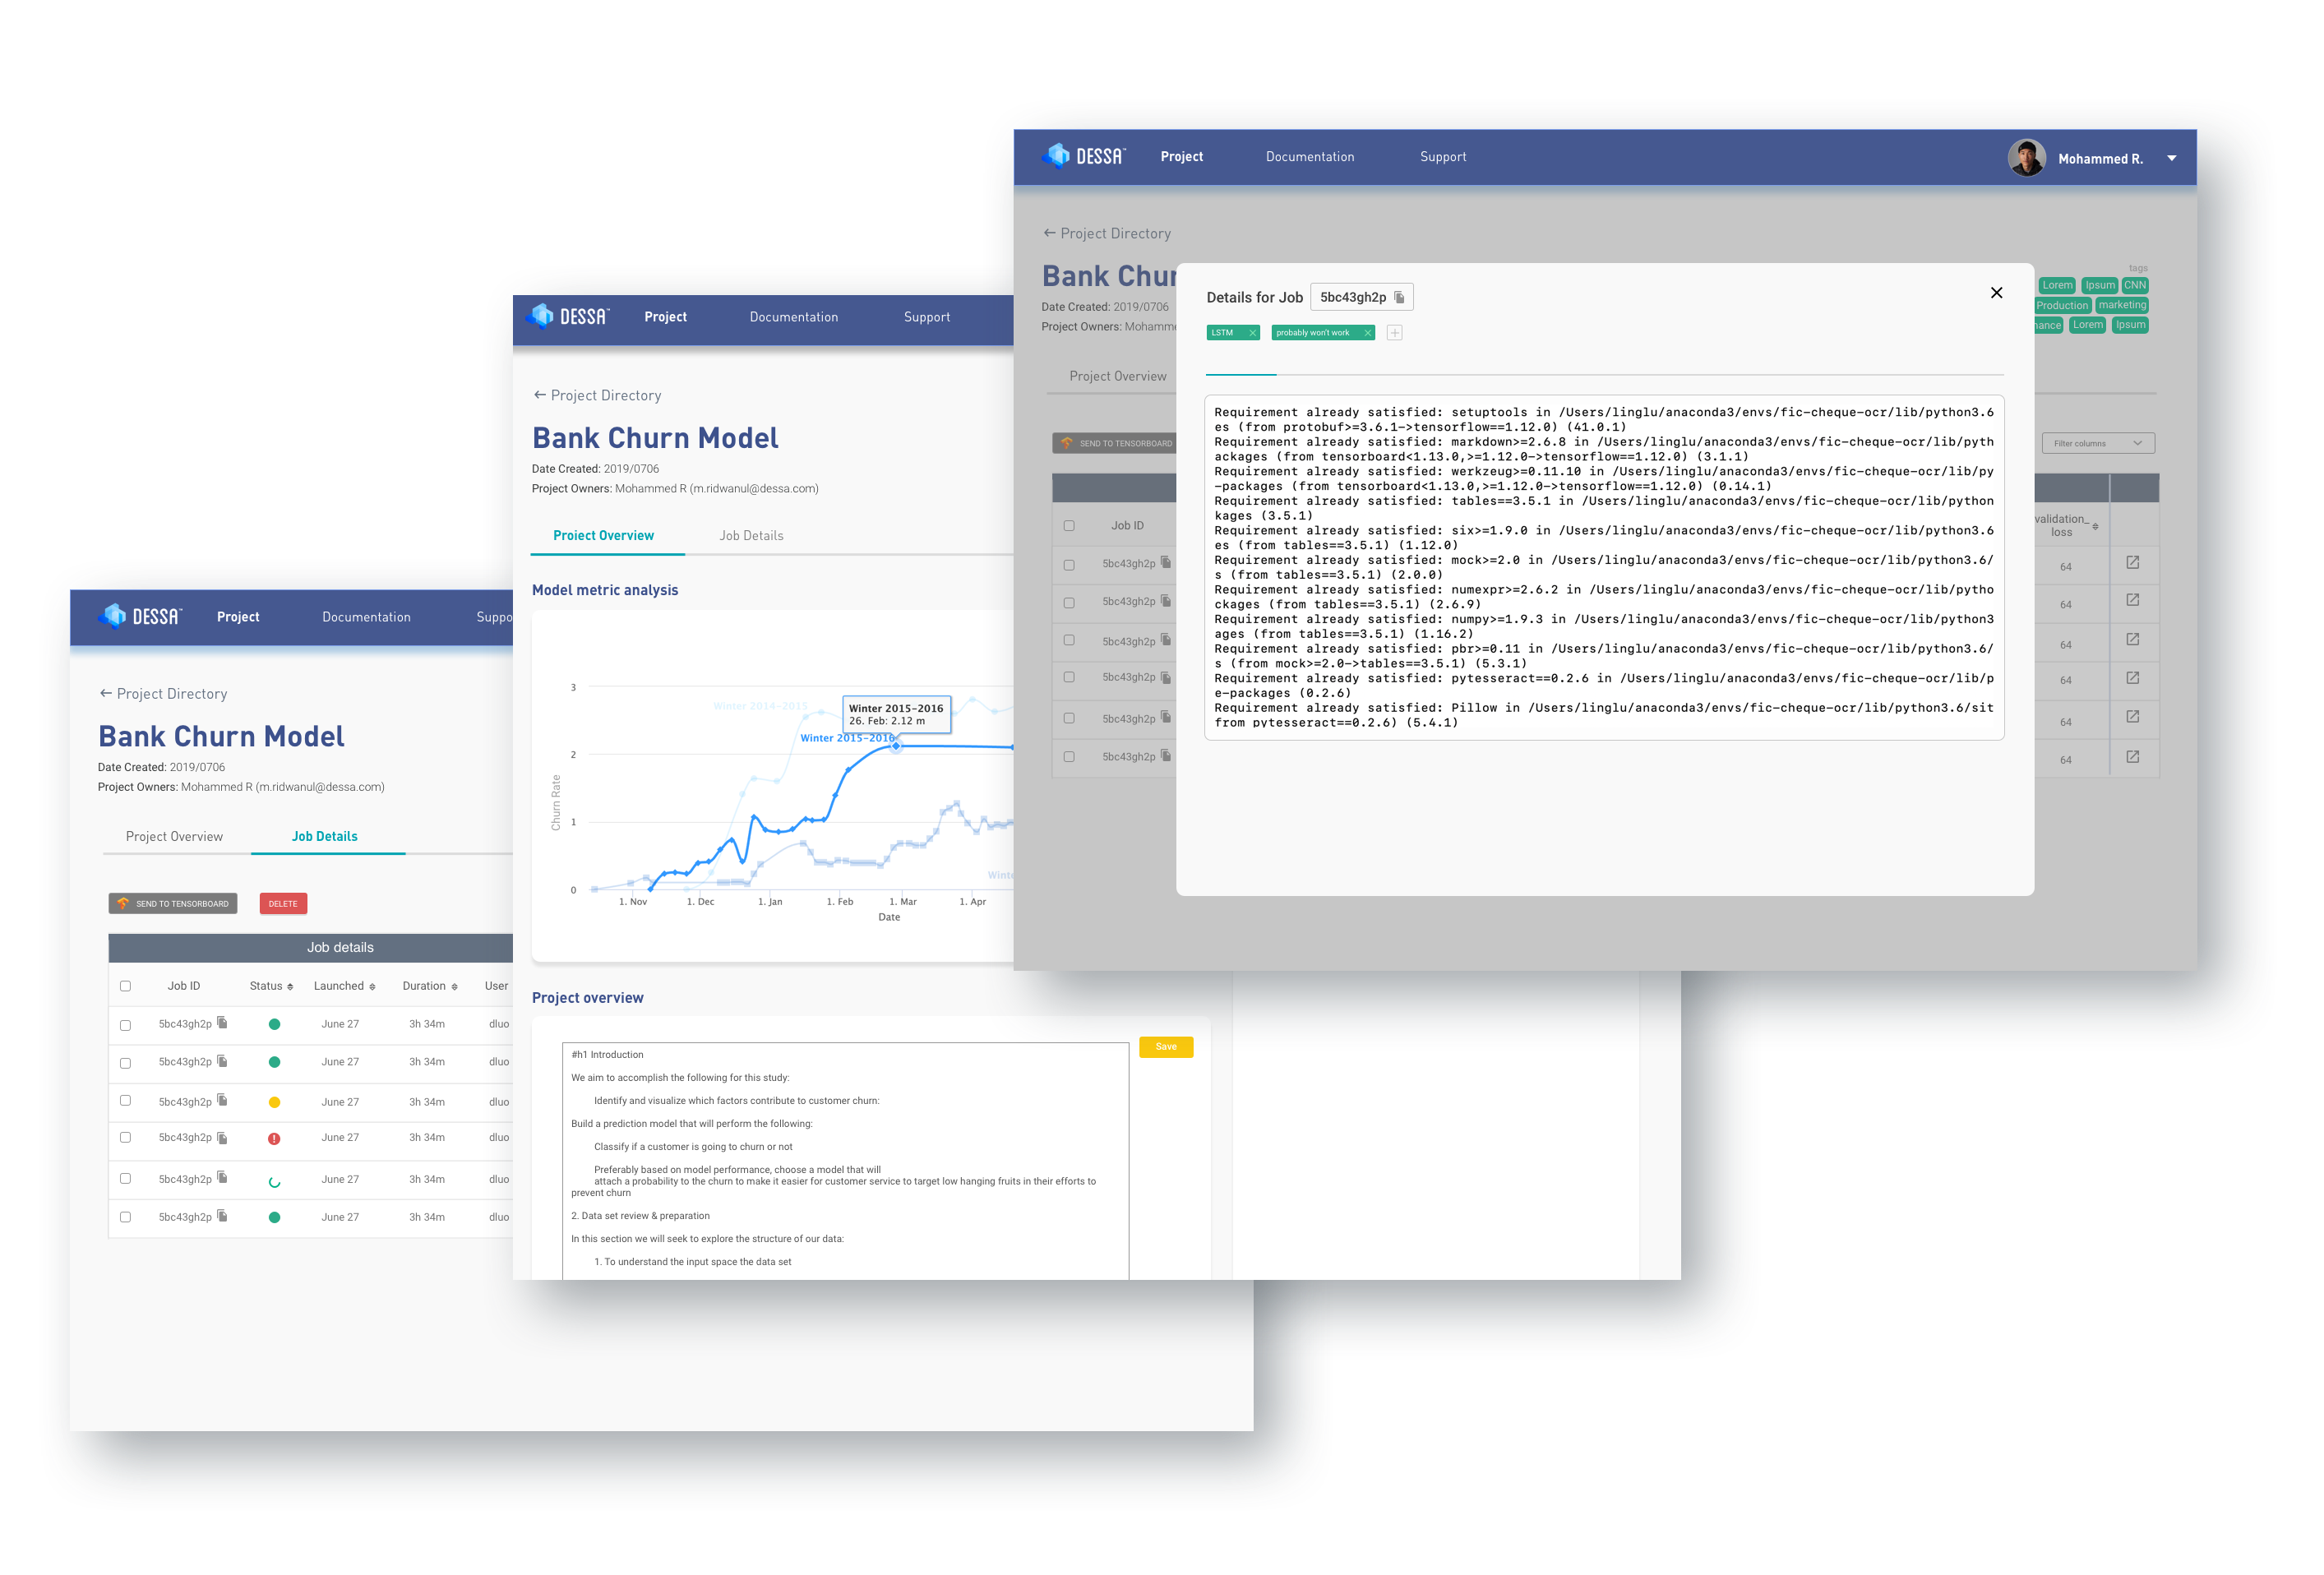 DESSA™ Project Documentation Support Mohammed R.
← Project Directory
Bank Chur
Date Created: 2019/0706
Project Owners: Mohamme
tags
Lorem Ipsum CNN
Production marketing
Lorem Ipsum
Project Overview
SEND TO TENSORBOARD
Filter columns
Job ID
validation_
loss
5bc43gh2p 64
5bc43gh2p 64
5bc43gh2p 64
5bc43gh2p 64
5bc43gh2p 64
5bc43gh2p 64
Details for Job 5bc43gh2p
LSTM × probably won't work × +
Requirement already satisfied: setuptools in /Users/linglu/anaconda3/envs/fic-cheque-ocr/lib/python3.6
es (from protobuf>=3.6.1->tensorflow==1.12.0) (41.0.1)
Requirement already satisfied: markdown>=2.6.8 in /Users/linglu/anaconda3/envs/fic-cheque-ocr/lib/pyth
ackages (from tensorboard<1.13.0,>=1.12.0->tensorflow==1.12.0) (3.1.1)
Requirement already satisfied: werkzeug>=0.11.10 in /Users/linglu/anaconda3/envs/fic-cheque-ocr/lib/py
-packages (from tensorboard<1.13.0,>=1.12.0->tensorflow==1.12.0) (0.14.1)
Requirement already satisfied: tables==3.5.1 in /Users/linglu/anaconda3/envs/fic-cheque-ocr/lib/python
kages (3.5.1)
Requirement already satisfied: six>=1.9.0 in /Users/linglu/anaconda3/envs/fic-cheque-ocr/lib/python3.6
es (from tables==3.5.1) (1.12.0)
Requirement already satisfied: mock>=2.0 in /Users/linglu/anaconda3/envs/fic-cheque-ocr/lib/python3.6/
s (from tables==3.5.1) (2.0.0)
Requirement already satisfied: numexpr>=2.6.2 in /Users/linglu/anaconda3/envs/fic-cheque-ocr/lib/pytho
ckages (from tables==3.5.1) (2.6.9)
Requirement already satisfied: numpy>=1.9.3 in /Users/linglu/anaconda3/envs/fic-cheque-ocr/lib/python3
ages (from tables==3.5.1) (1.16.2)
Requirement already satisfied: pbr>=0.11 in /Users/linglu/anaconda3/envs/fic-cheque-ocr/lib/python3.6/
s (from mock>=2.0->tables==3.5.1) (5.3.1)
Requirement already satisfied: pytesseract==0.2.6 in /Users/linglu/anaconda3/envs/fic-cheque-ocr/lib/p
e-packages (0.2.6)
Requirement already satisfied: Pillow in /Users/linglu/anaconda3/envs/fic-cheque-ocr/lib/python3.6/sit
from pytesseract==0.2.6) (5.4.1)
DESSA™ Project Documentation Support
← Project Directory
Bank Churn Model
Date Created: 2019/0706
Project Owners: Mohammed R (m.ridwanul@dessa.com)
Project Overview Job Details
Model metric analysis
Churn Rate
3
2
1
0
Winter 2014-2015
Winter 2015-2016
26. Feb: 2.12 m
Winter 2015-2016
Winte
1. Nov 1. Dec 1. Jan 1. Feb 1. Mar 1. Apr
Date
Project overview
Save
#h1 Introduction
We aim to accomplish the following for this study:
Identify and visualize which factors contribute to customer churn:
Build a prediction model that will perform the following:
Classify if a customer is going to churn or not
Preferably based on model performance, choose a model that will
attach a probability to the churn to make it easier for customer service to target low hanging fruits in their efforts to
prevent churn
2. Data set review & preparation
In this section we will seek to explore the structure of our data:
1. To understand the input space the data set
DESSA™ Project Documentation Suppo
← Project Directory
Bank Churn Model
Date Created: 2019/0706
Project Owners: Mohammed R (m.ridwanul@dessa.com)
Project Overview Job Details
SEND TO TENSORBOARD DELETE
Job details
Job ID Status Launched Duration User
5bc43gh2p June 27 3h 34m dluo
5bc43gh2p June 27 3h 34m dluo
5bc43gh2p June 27 3h 34m dluo
5bc43gh2p June 27 3h 34m dluo
5bc43gh2p June 27 3h 34m dluo
5bc43gh2p June 27 3h 34m dluo